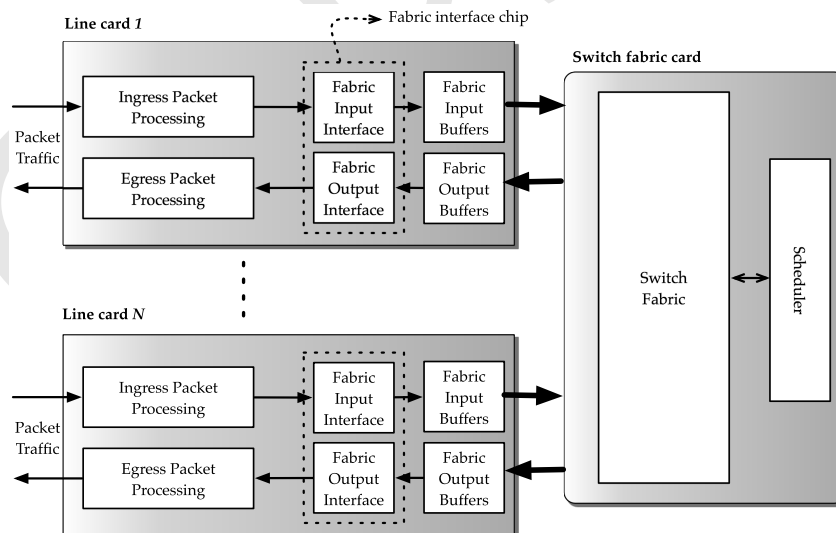 Fabric interface chip
Line card 1
Switch fabric card
Ingress Packet
Processing
Fabric
Input
Interface
Fabric
Input
Buffers
Packet
Traffic
Egress Packet
Processing
Fabric
Output
Interface
Fabric
Output
Buffers
Switch
Fabric
Scheduler
Line card N
Ingress Packet
Processing
Fabric
Input
Interface
Fabric
Input
Buffers
Packet
Traffic
Egress Packet
Processing
Fabric
Output
Interface
Fabric
Output
Buffers